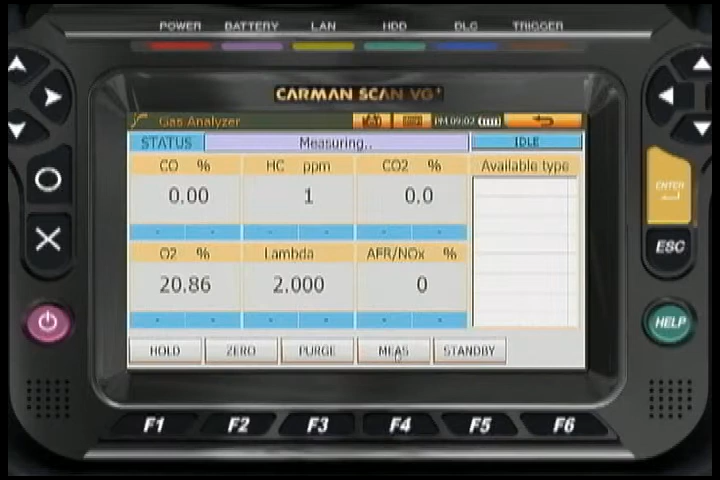 POWER BATTERY LAN HDD DLC TRIGGER
CARMAN SCAN VG+
Gas Analyzer PM 09:02
STATUS Measuring.. IDLE
CO % HC ppm CO2 % Available type
0.00 1 0.0
O2 % Lambda AFR/NOx %
20.86 2.000 0
HOLD ZERO PURGE MEAS STANDBY
ENTER
ESC
HELP
F1 F2 F3 F4 F5 F6